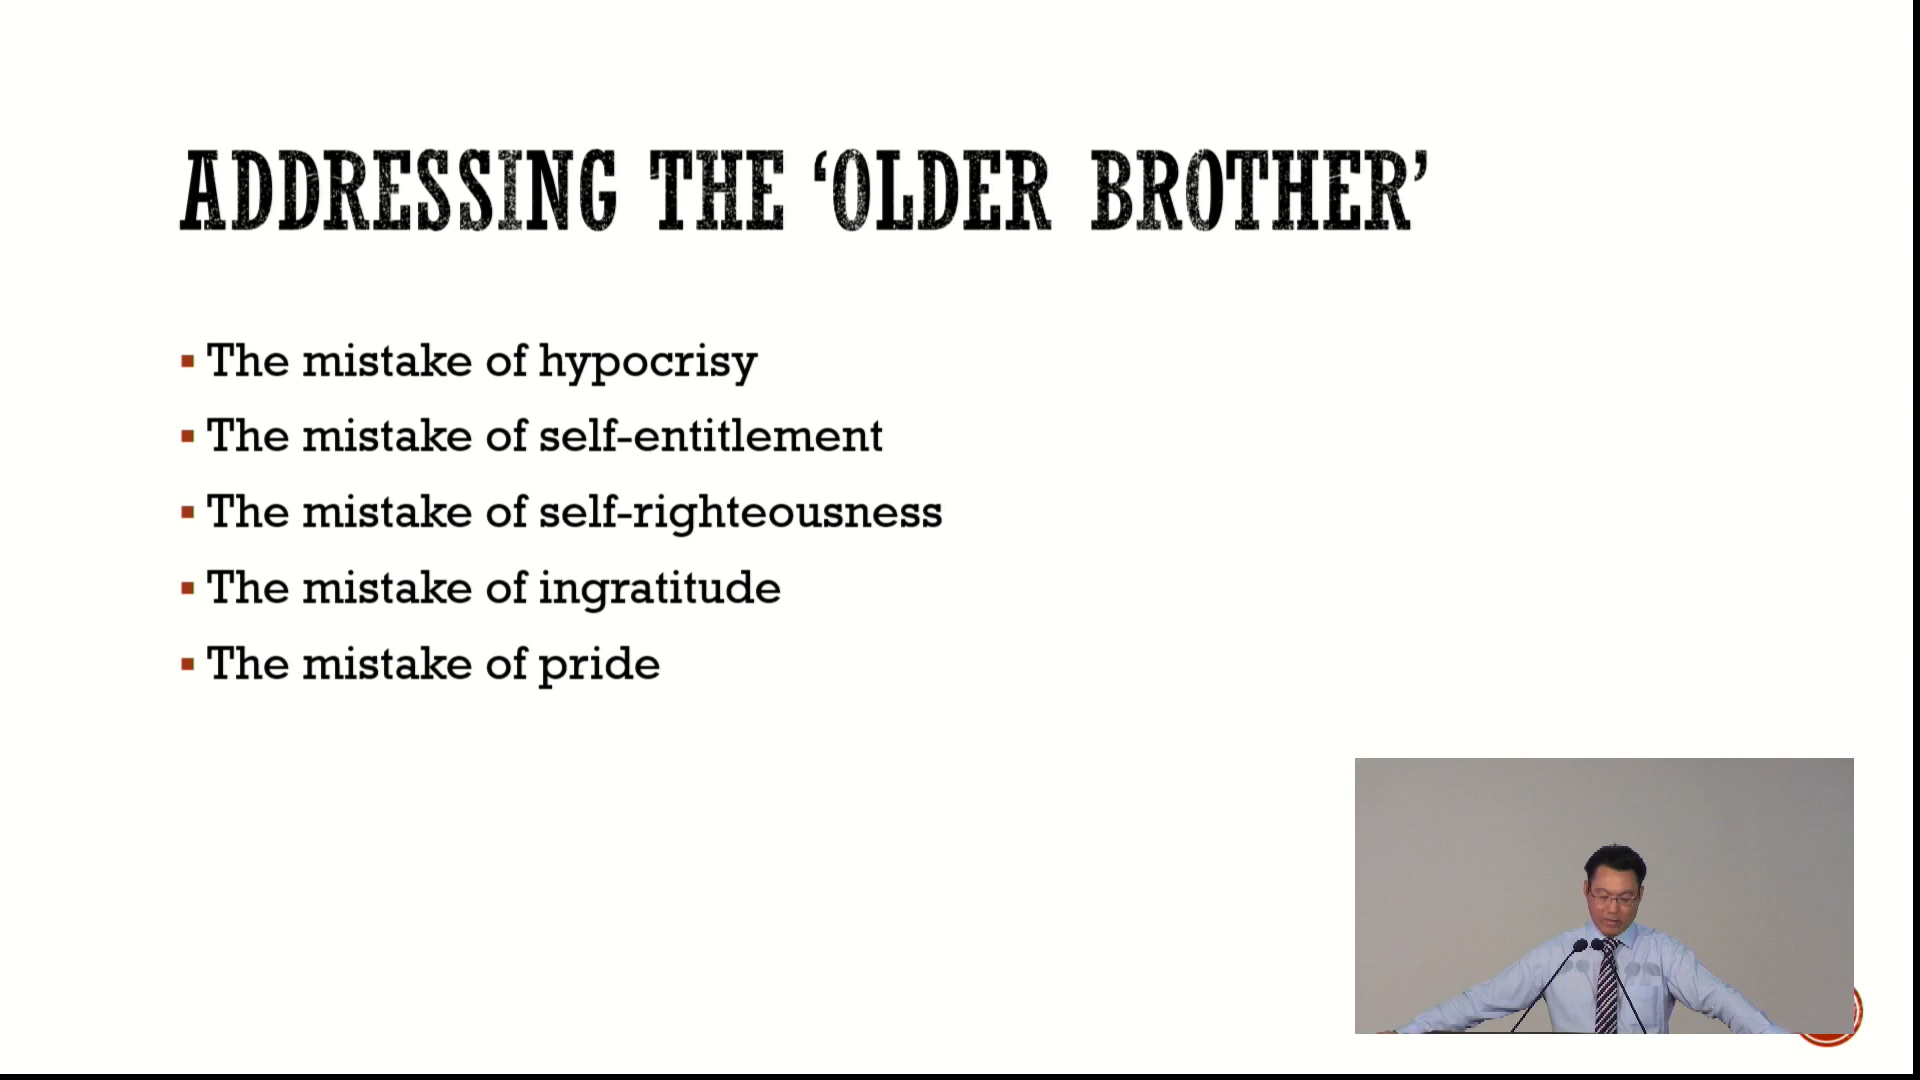 ADDRESSING THE ‘OLDER BROTHER’
The mistake of hypocrisy
The mistake of self-entitlement
The mistake of self-righteousness
The mistake of ingratitude
The mistake of pride